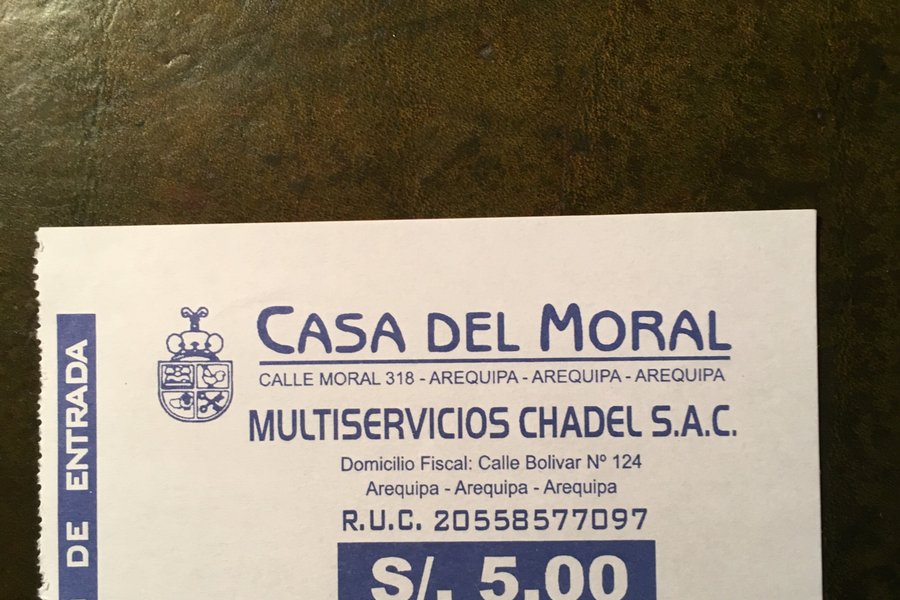 CASA DEL MORAL
CALLE MORAL 318 - AREQUIPA - AREQUIPA - AREQUIPA
MULTISERVICIOS CHADEL S.A.C.
Domicilio Fiscal: Calle Bolivar Nº 124
Arequipa - Arequipa - Arequipa
R.U.C. 20558577097
S/. 5.00
DE ENTRADA